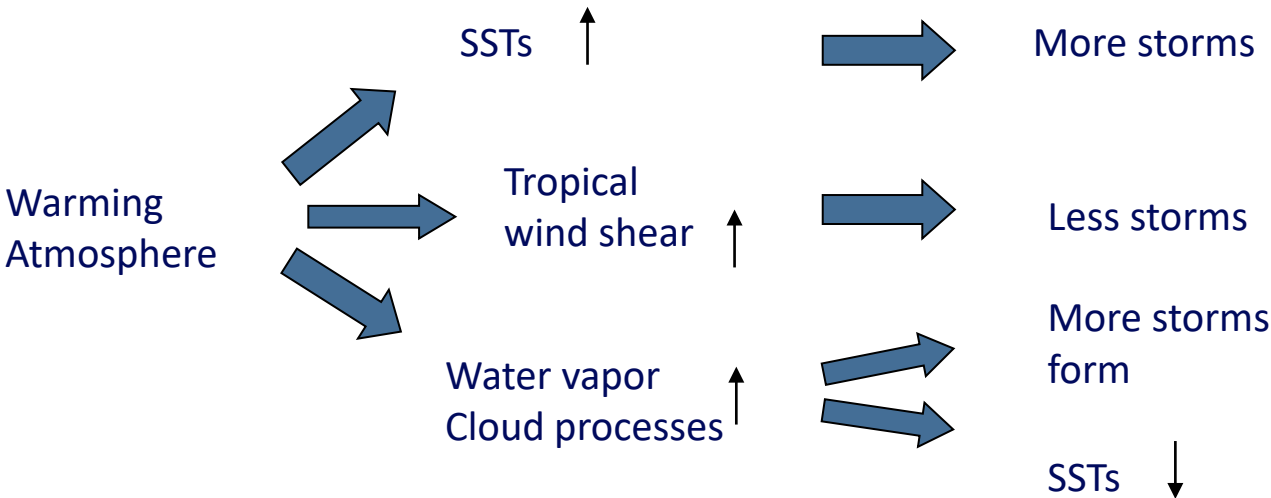 SSTs
More storms
Warming
Atmosphere
Tropical
wind shear
Less storms
Water vapor
Cloud processes
More storms
form
SSTs